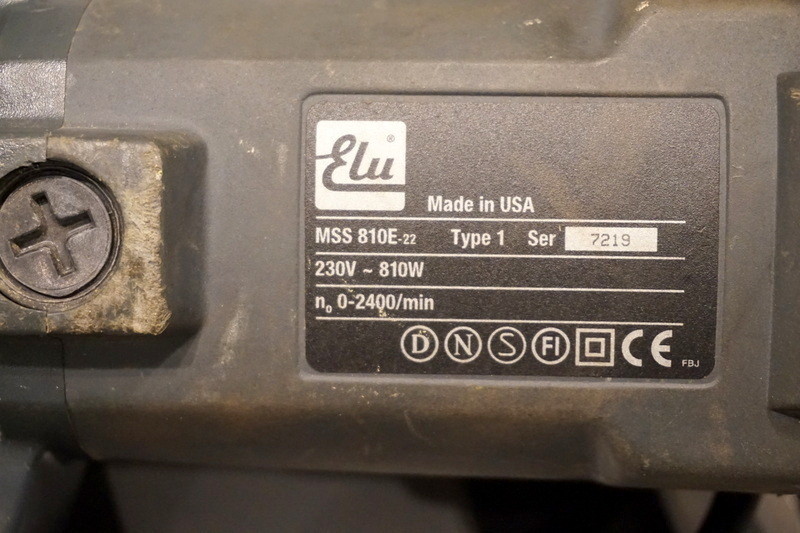 Elu®
Made in USA
MSS 810E-22 Type 1 Ser 7219
230V ~ 810W
n₀ 0-2400/min
D N S FI CE FBJ